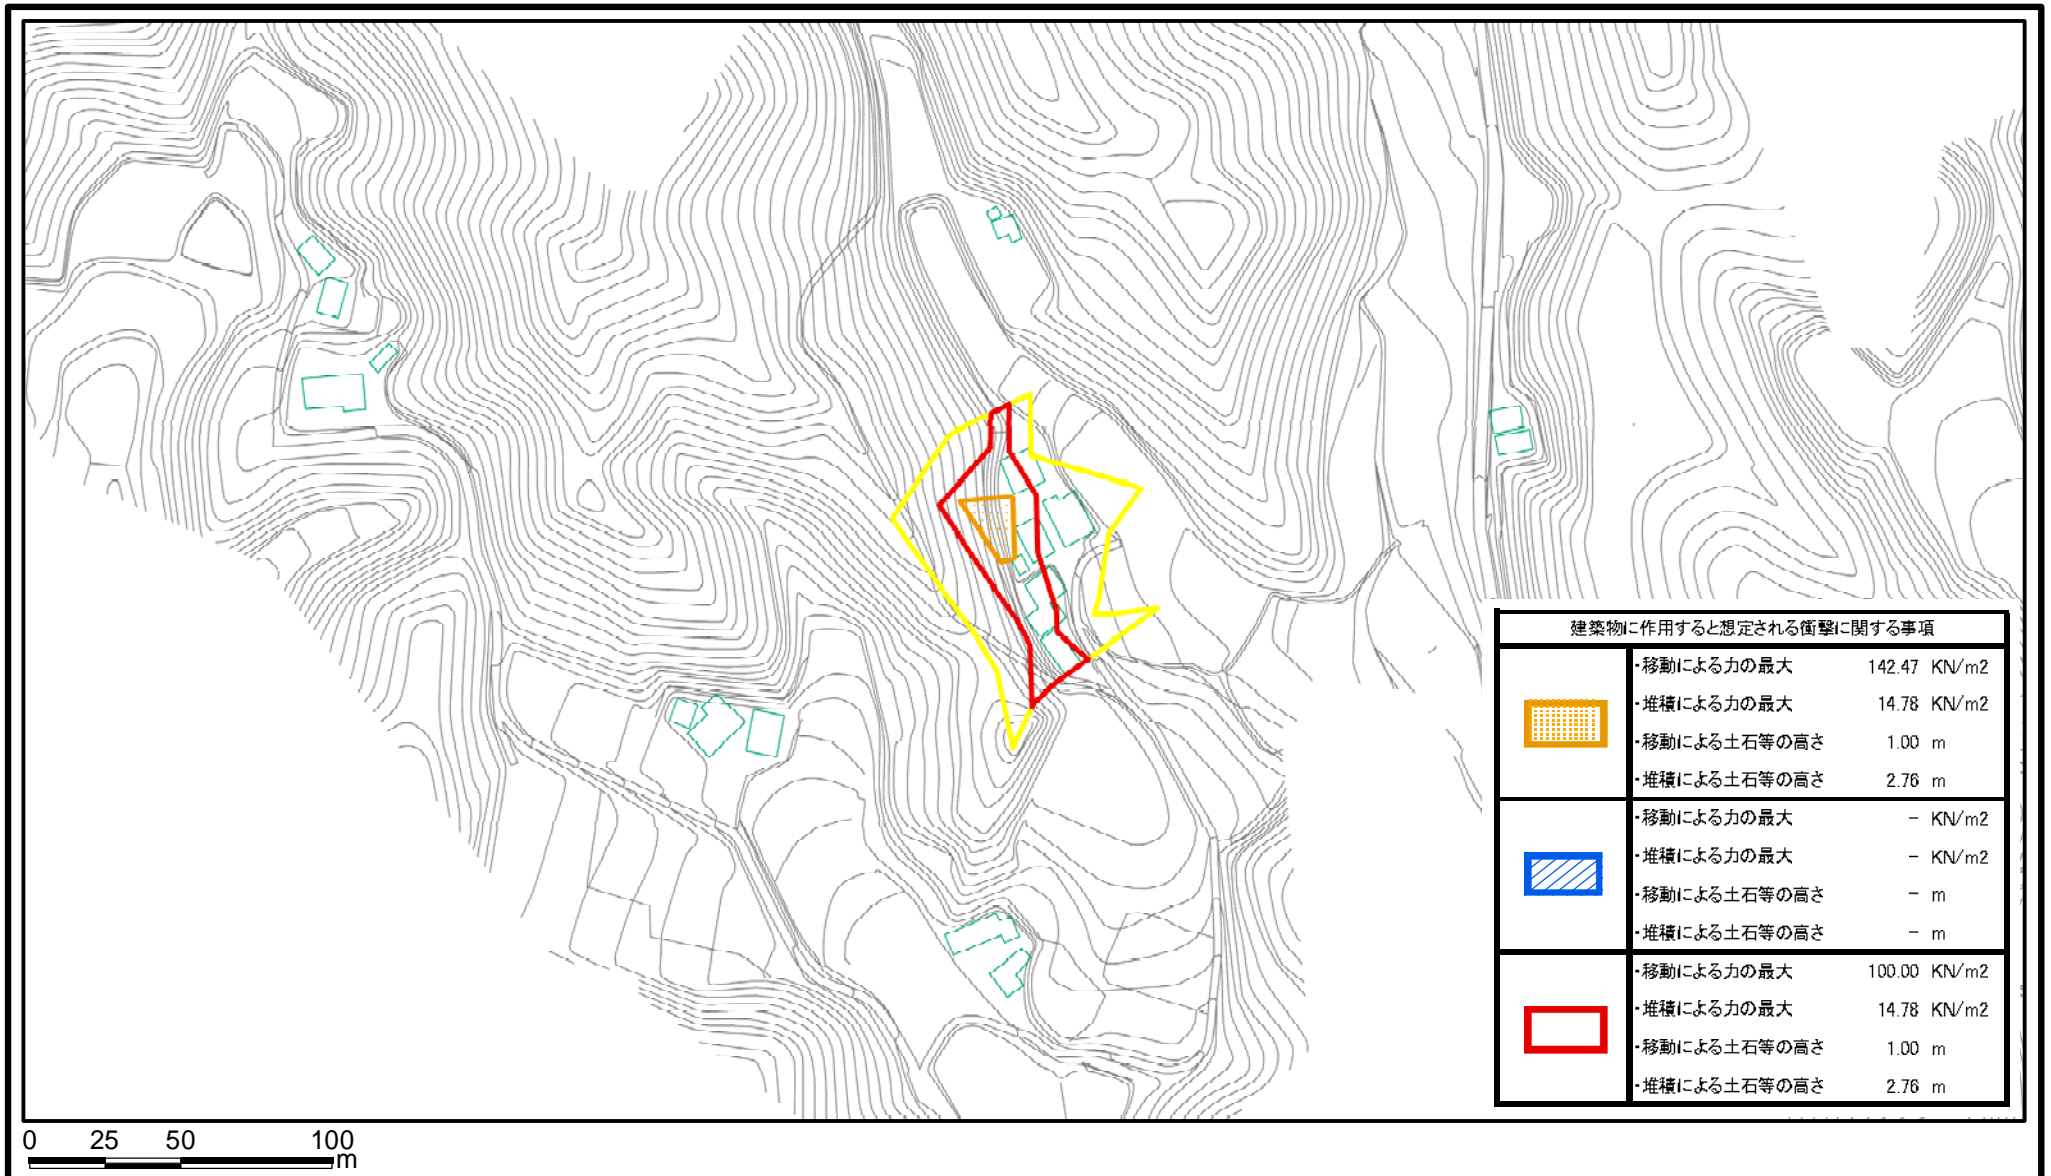 建築物に作用すると想定される衝撃に関する事項
・移動による力の最大 142.47 KN/m2
・堆積による力の最大 14.78 KN/m2
・移動による土石等の高さ 1.00 m
・堆積による土石等の高さ 2.76 m
・移動による力の最大 - KN/m2
・堆積による力の最大 - KN/m2
・移動による土石等の高さ - m
・堆積による土石等の高さ - m
・移動による力の最大 100.00 KN/m2
・堆積による力の最大 14.78 KN/m2
・移動による土石等の高さ 1.00 m
・堆積による土石等の高さ 2.76 m
0 25 50 100
m